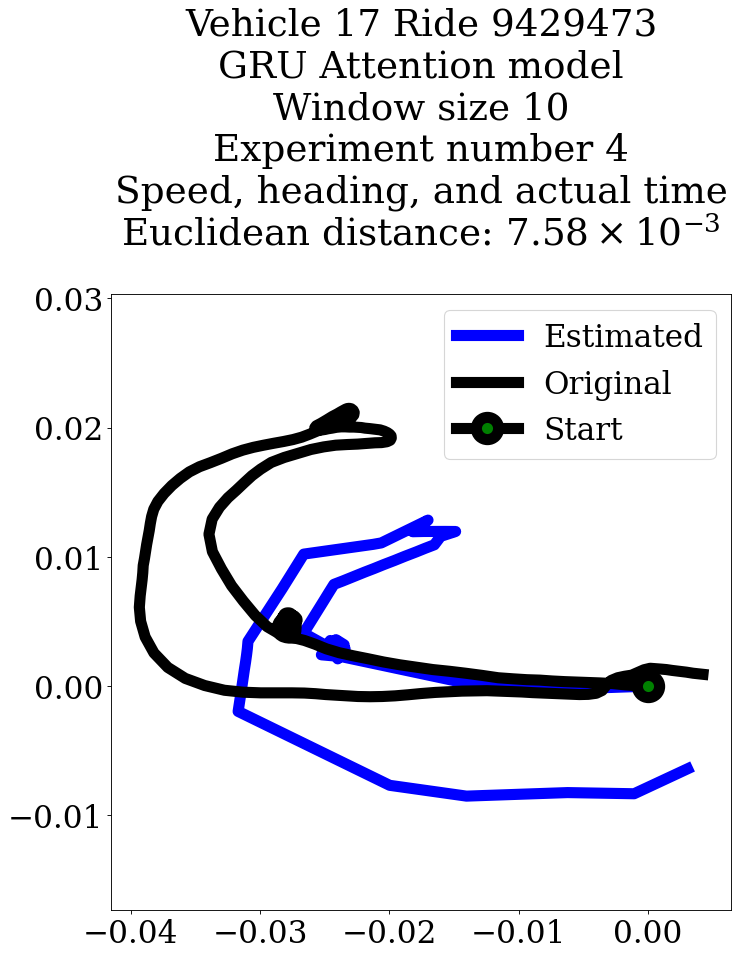 Vehicle 17 Ride 9429473
GRU Attention model
Window size 10
Experiment number 4
Speed, heading, and actual time
Euclidean distance: 7.58 × 10⁻³
0.03
Estimated
Original
Start
0.02
0.01
0.00
−0.01
−0.04 −0.03 −0.02 −0.01 0.00